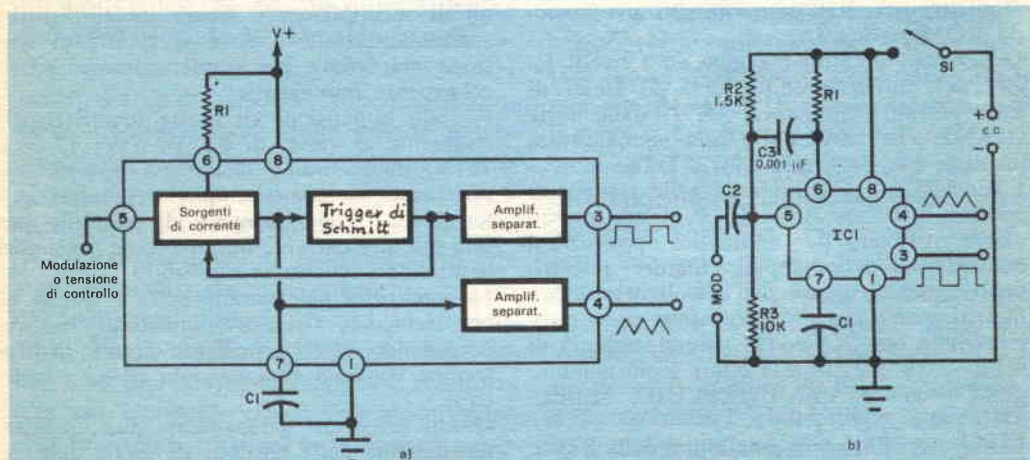 V+
R1
6
8
5
Sorgenti
di corrente
Trigger di
Schmitt
Amplif.
separat.
3
Modulazione
o tensione
di controllo
Amplif.
separat.
4
7
1
C1
a)
S1
R2
1.5K
R1
+
c.c.
-
C3
0,001 µF
C2
6
8
5
4
IC1
3
7
1
MOD
R3
10K
C1
b)